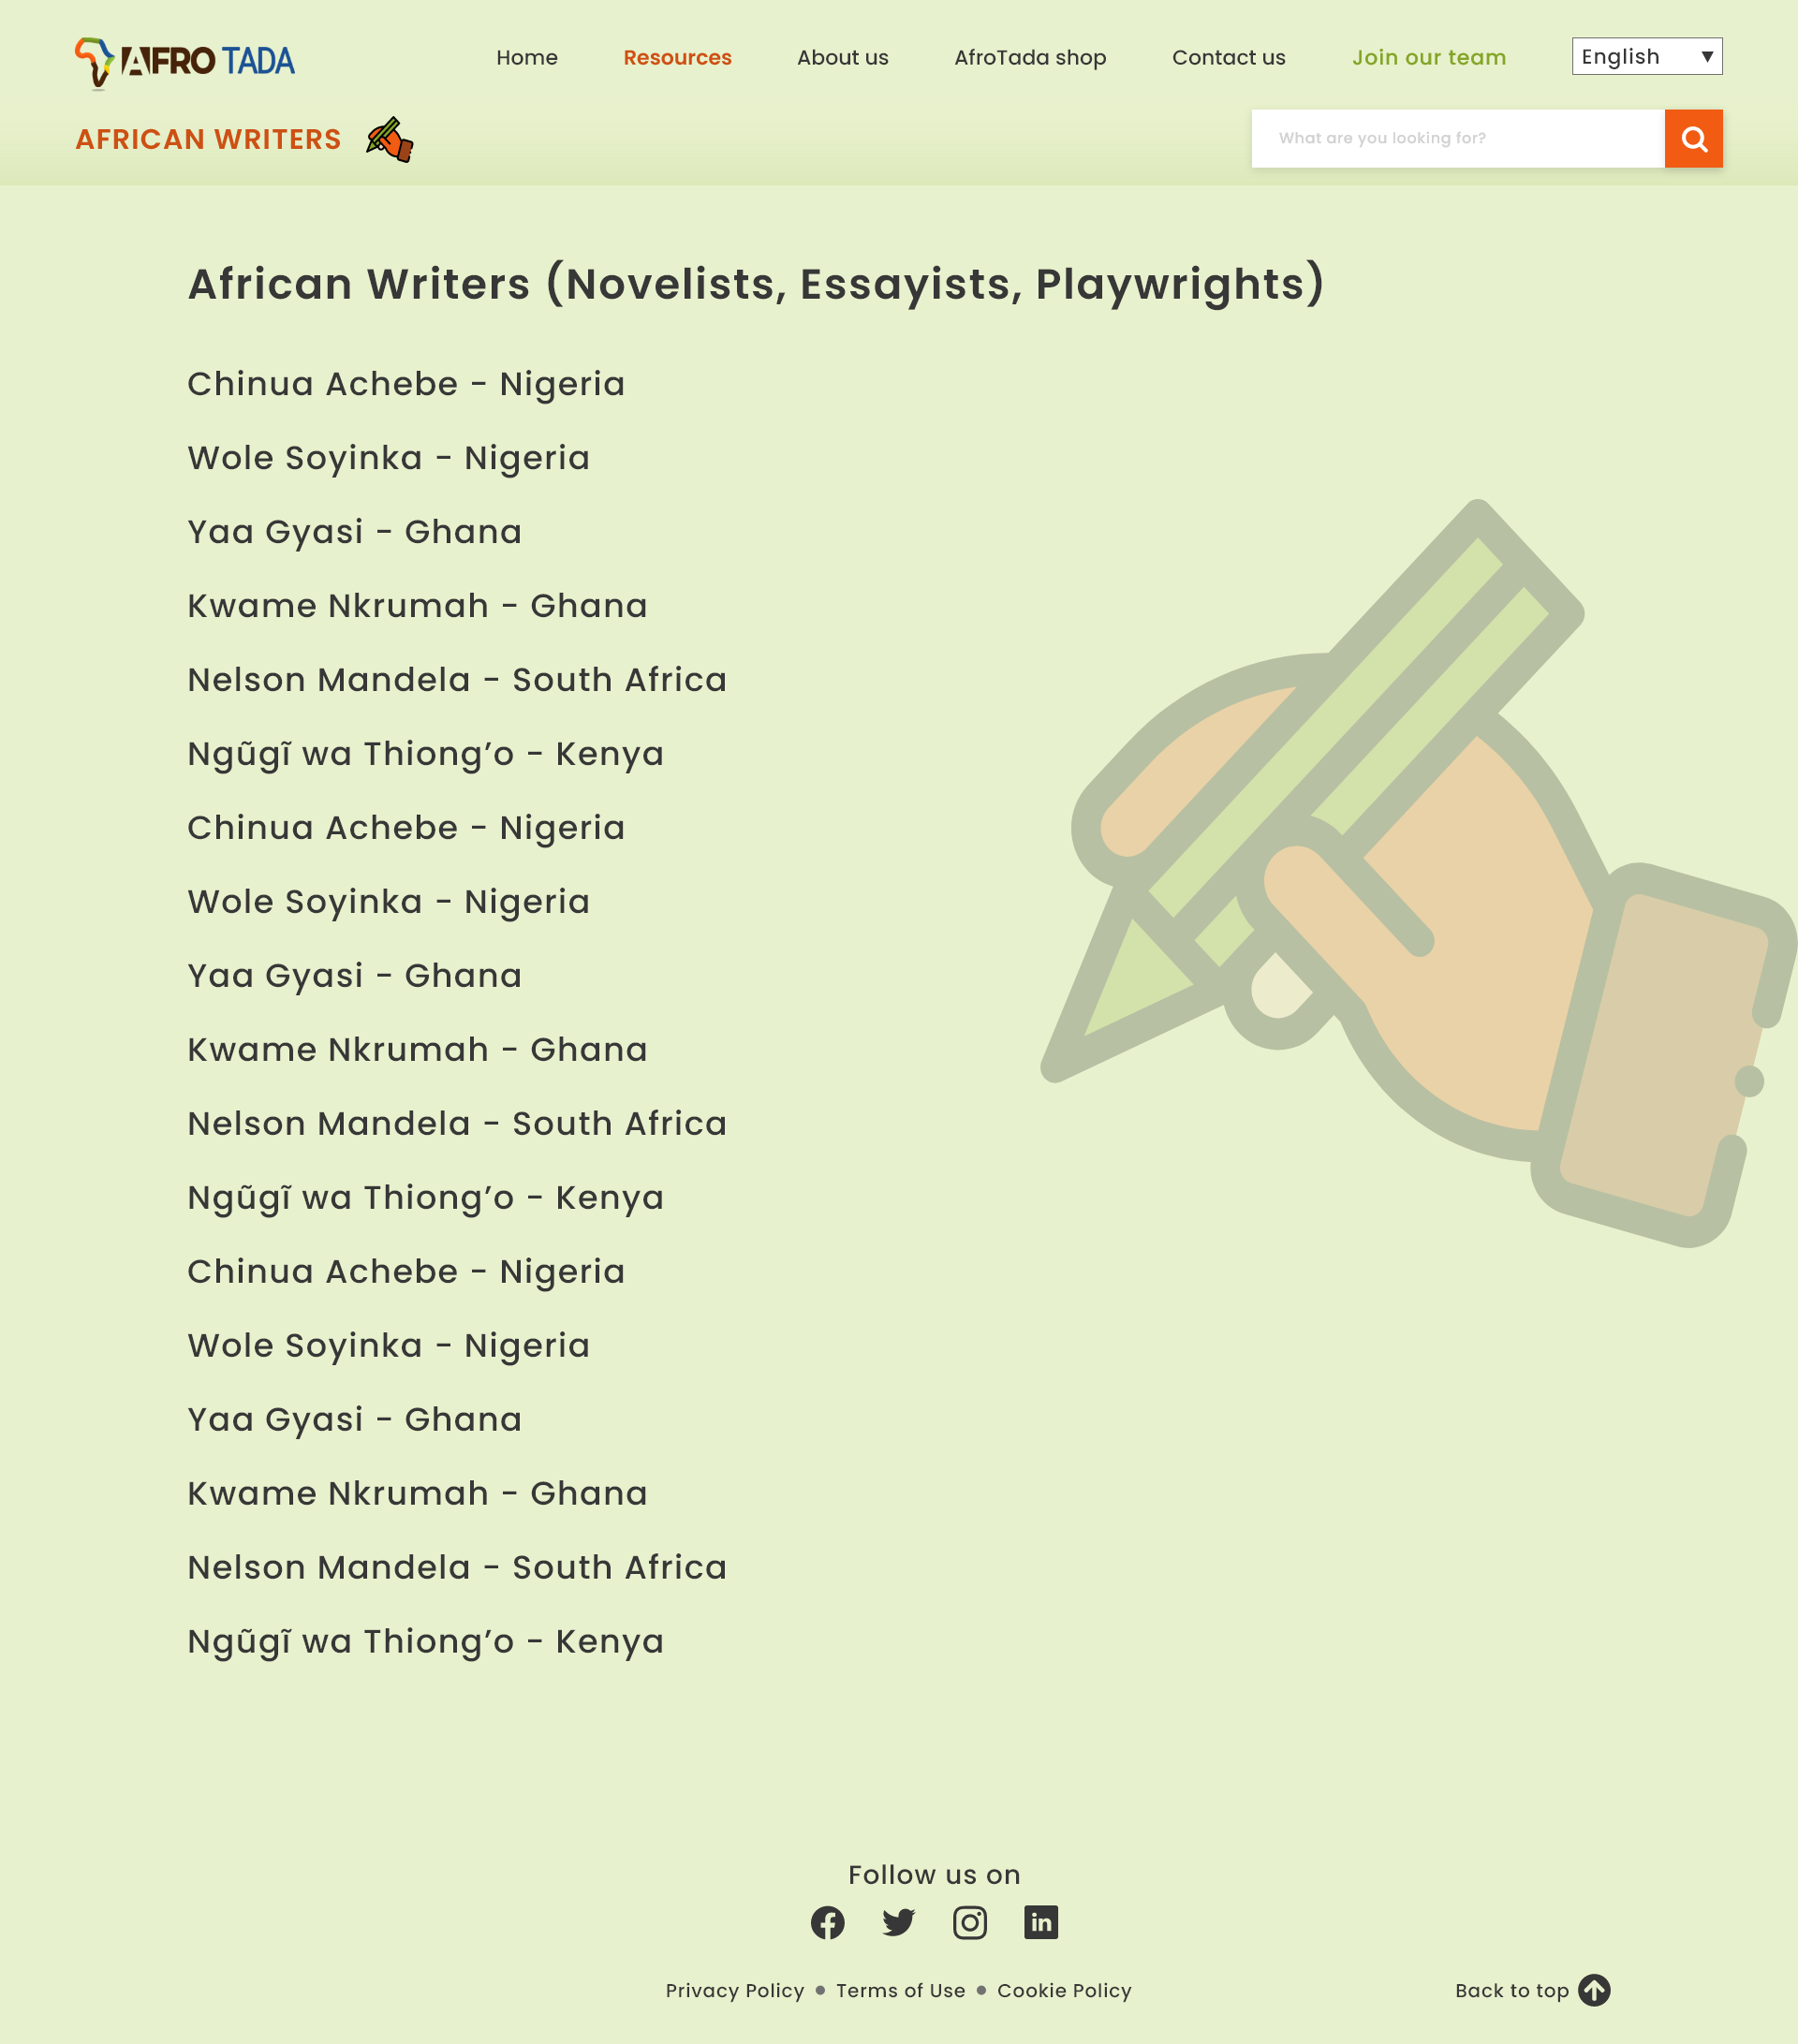 AFRO TADA
Home Resources About us AfroTada shop Contact us Join our team English
AFRICAN WRITERS
What are you looking for?
African Writers (Novelists, Essayists, Playwrights)
Chinua Achebe - Nigeria
Wole Soyinka - Nigeria
Yaa Gyasi - Ghana
Kwame Nkrumah - Ghana
Nelson Mandela - South Africa
Ngũgĩ wa Thiong’o - Kenya
Chinua Achebe - Nigeria
Wole Soyinka - Nigeria
Yaa Gyasi - Ghana
Kwame Nkrumah - Ghana
Nelson Mandela - South Africa
Ngũgĩ wa Thiong’o - Kenya
Chinua Achebe - Nigeria
Wole Soyinka - Nigeria
Yaa Gyasi - Ghana
Kwame Nkrumah - Ghana
Nelson Mandela - South Africa
Ngũgĩ wa Thiong’o - Kenya
Follow us on
Privacy Policy • Terms of Use • Cookie Policy
Back to top